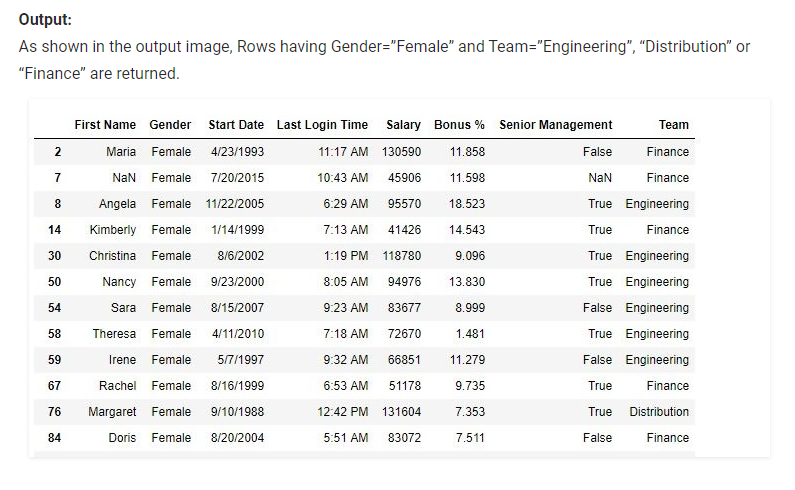 Output:
As shown in the output image, Rows having Gender=”Female” and Team=”Engineering”, “Distribution” or
“Finance” are returned.
First Name Gender Start Date Last Login Time Salary Bonus % Senior Management Team
2 Maria Female 4/23/1993 11:17 AM 130590 11.858 False Finance
7 NaN Female 7/20/2015 10:43 AM 45906 11.598 NaN Finance
8 Angela Female 11/22/2005 6:29 AM 95570 18.523 True Engineering
14 Kimberly Female 1/14/1999 7:13 AM 41426 14.543 True Finance
30 Christina Female 8/6/2002 1:19 PM 118780 9.096 True Engineering
50 Nancy Female 9/23/2000 8:05 AM 94976 13.830 True Engineering
54 Sara Female 8/15/2007 9:23 AM 83677 8.999 False Engineering
58 Theresa Female 4/11/2010 7:18 AM 72670 1.481 True Engineering
59 Irene Female 5/7/1997 9:32 AM 66851 11.279 False Engineering
67 Rachel Female 8/16/1999 6:53 AM 51178 9.735 True Finance
76 Margaret Female 9/10/1988 12:42 PM 131604 7.353 True Distribution
84 Doris Female 8/20/2004 5:51 AM 83072 7.511 False Finance